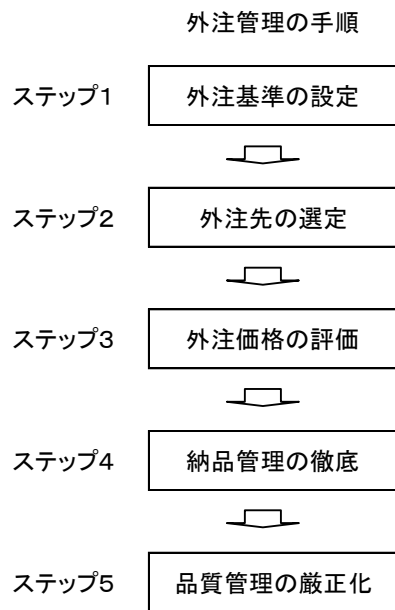 外注管理の手順
ステップ1 外注基準の設定
ステップ2 外注先の選定
ステップ3 外注価格の評価
ステップ4 納品管理の徹底
ステップ5 品質管理の厳正化